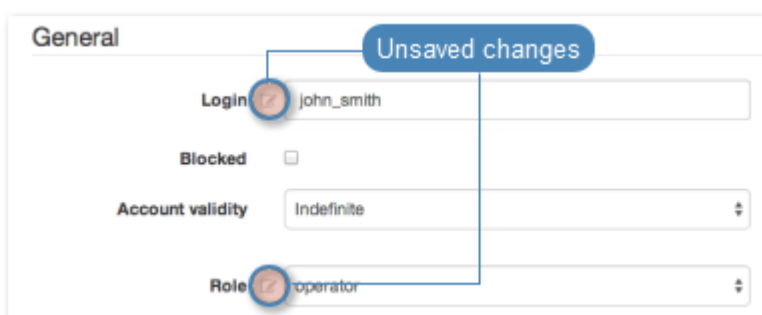 General
Unsaved changes
Login john_smith
Blocked
Account validity Indefinite
Role operator